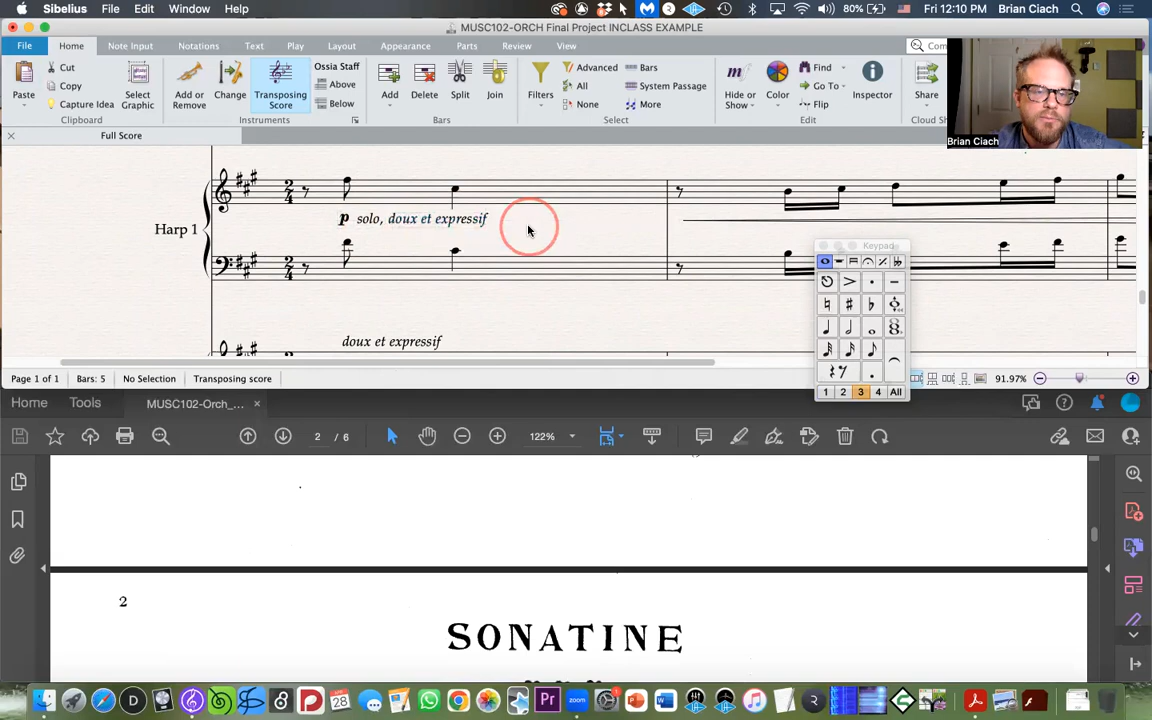 Sibelius File Edit Window Help 80% Fri 12:10 PM Brian Ciach
MUSC102-ORCH Final Project INCLASS EXAMPLE
File Home Note Input Notations Text Play Layout Appearance Parts Review View
Paste
Cut
Copy
Capture Idea
Select Graphic
Add or Remove
Change
Transposing Score
Ossia Staff
Above
Below
Add
Delete
Split
Join
Filters
Advanced
All
None
Bars
System Passage
More
Hide or Show
Color
Find
Go To
Flip
Inspector
Share
Clipboard Instruments Bars Select Edit Cloud Sh
Brian Ciach
Full Score
Harp 1
p solo, doux et expressif
doux et expressif
Keypad
1 2 3 4 All
Page 1 of 1 Bars: 5 No Selection Transposing score 91.97%
Home Tools MUSC102-Orch_...
2 / 6 122%
2
SONATINE